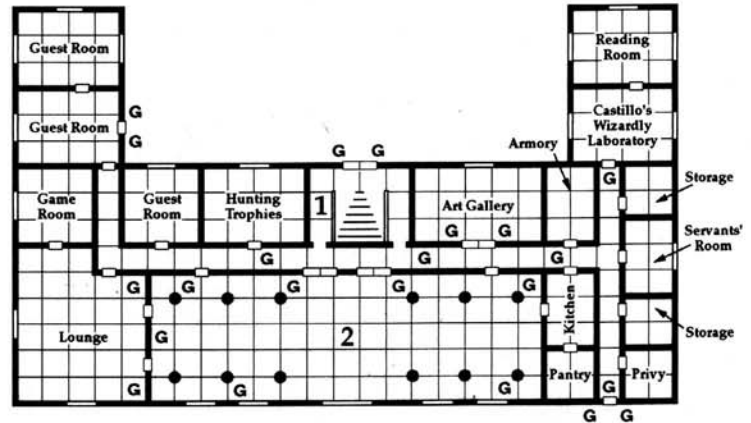 Guest Room
Reading
Room
Guest Room
G
G
Castillo's
Wizardly
Laboratory
Armory
G G
G
Storage
Game
Room
Guest
Room
Hunting
Trophies
1
Art Gallery
G G
Servants'
Room
G G
G G G G G
Kitchen
Lounge
G
2
Storage
Pantry
Privy
G G G
G G